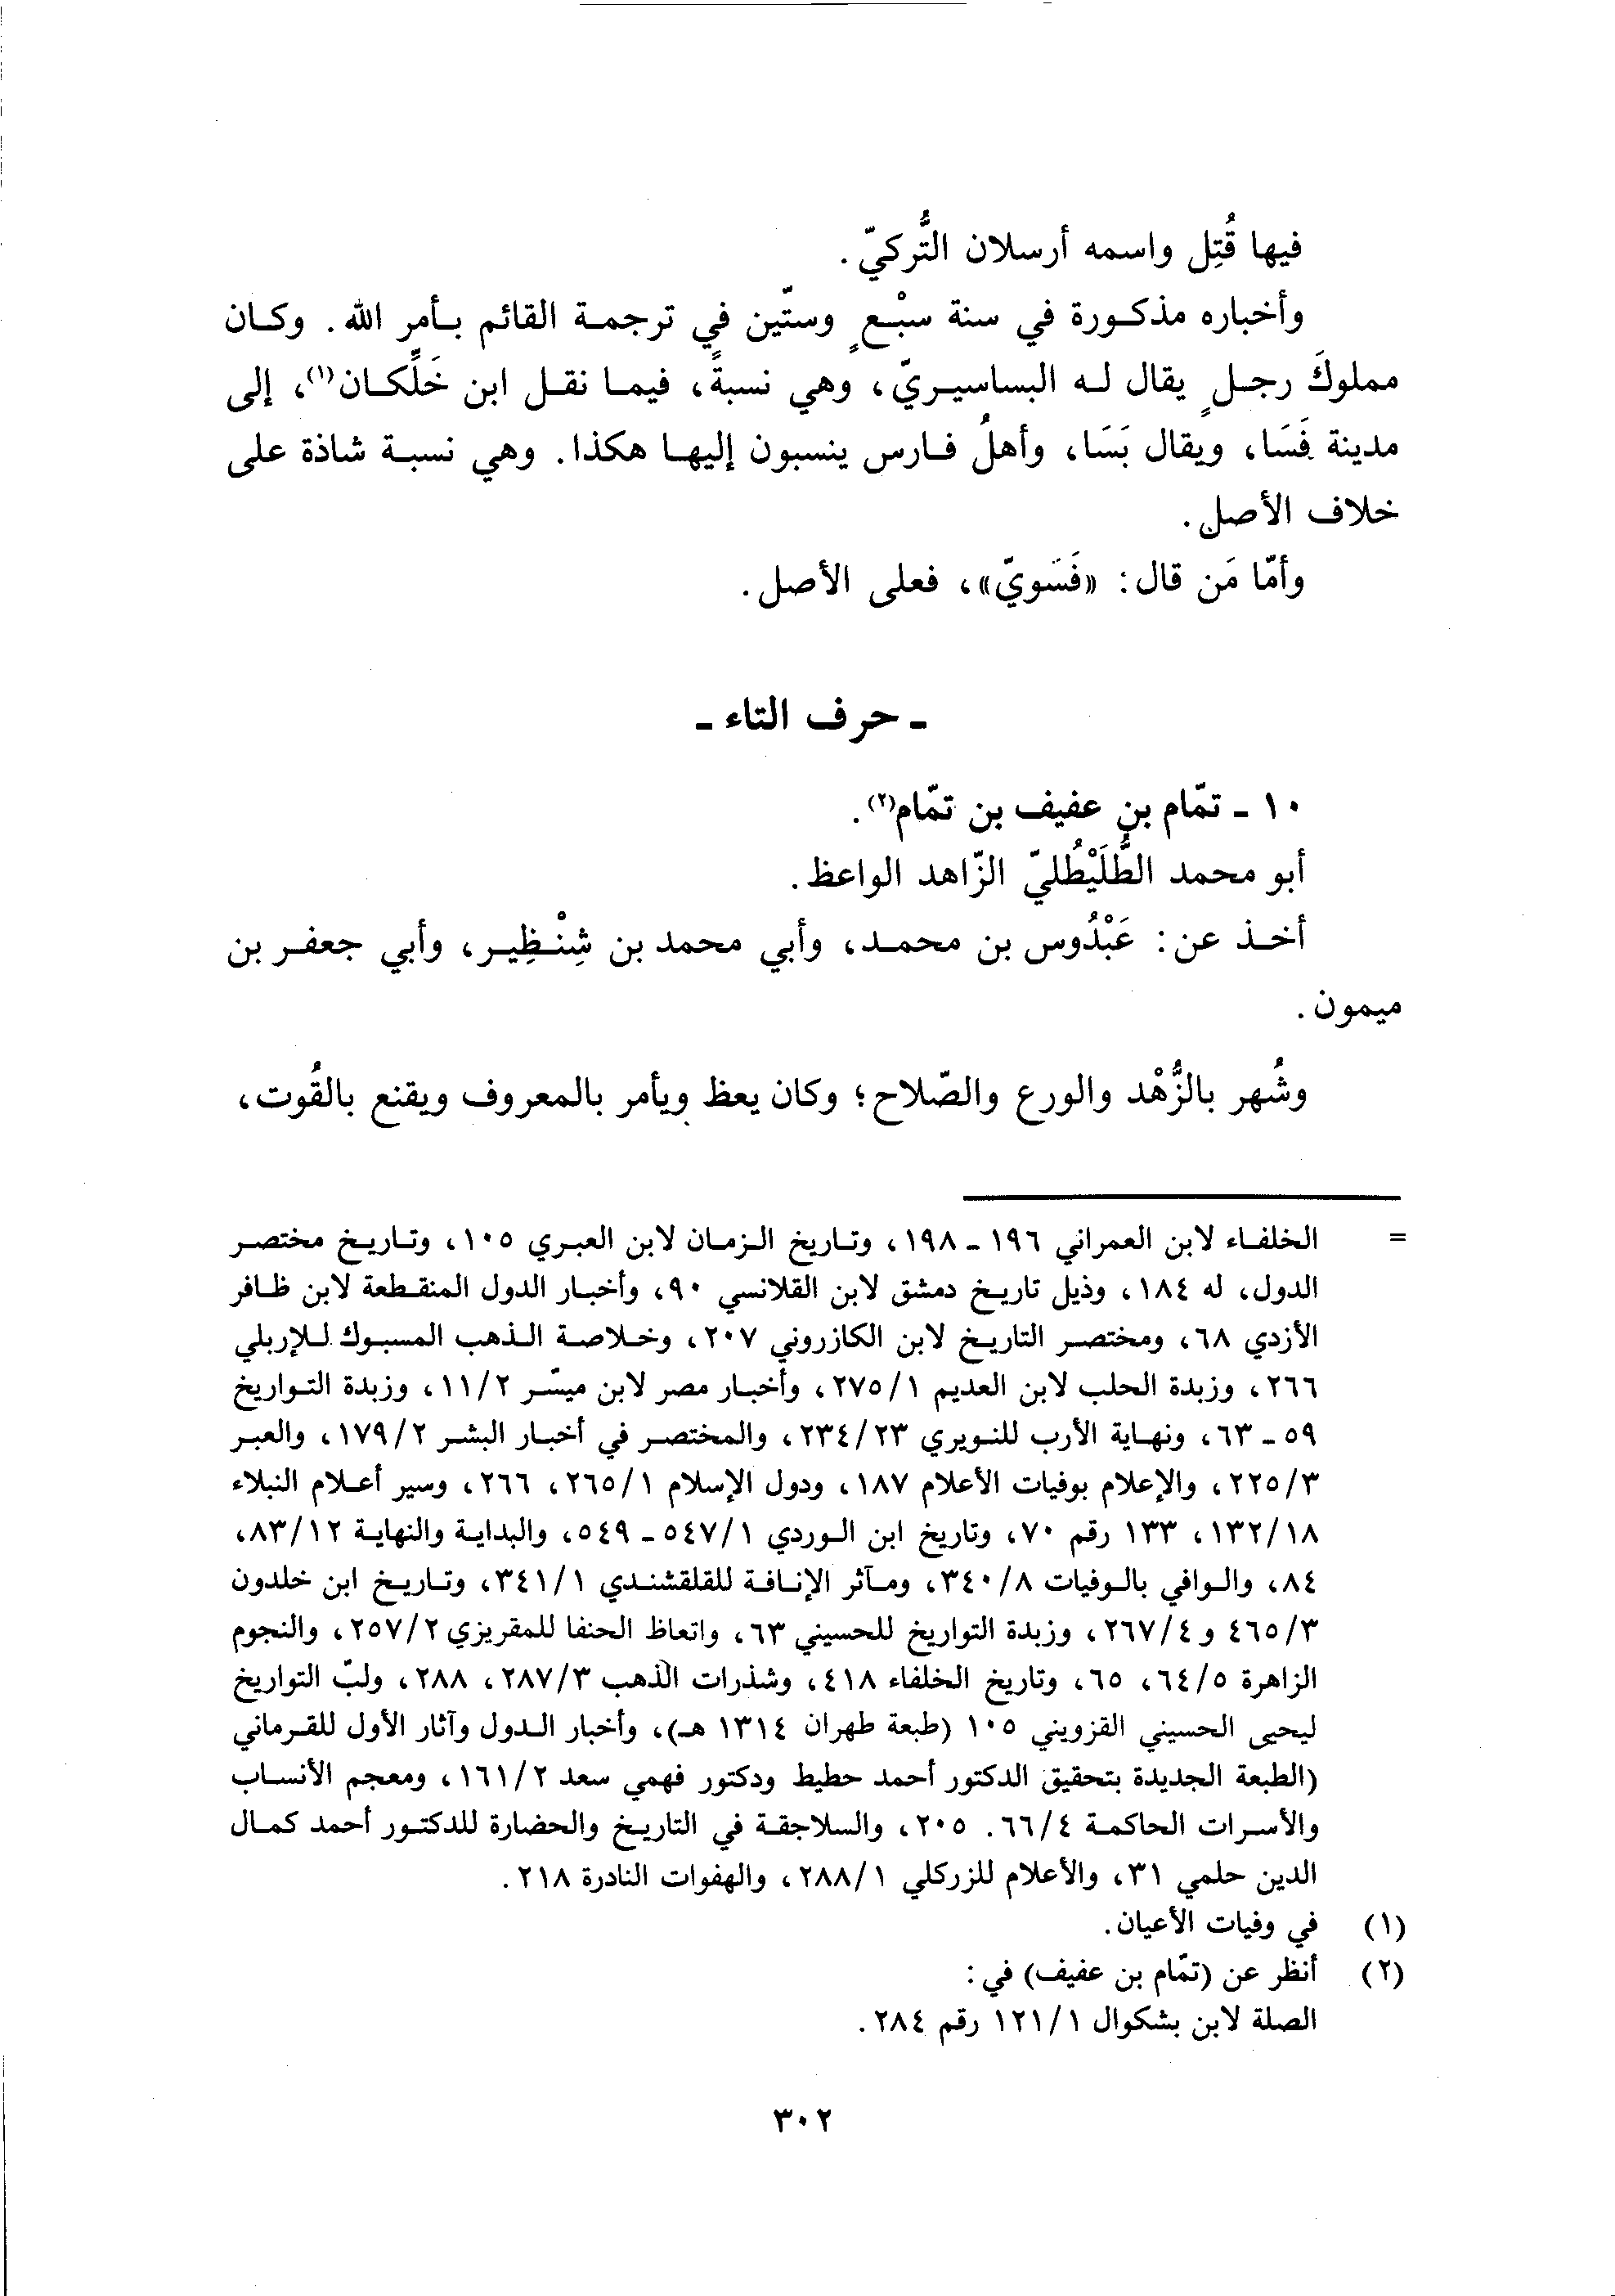 فيها قُتِل واسمه أرسلان التُّركيّ.
وأخباره مذكورة في سنة سبْعٍ وستّين في ترجمة القائم بأمر الله. وكان
مملوكَ رجلٍ يقال له البساسيريّ، وهي نسبةٌ، فيما نقل ابن خَلِّكان(١)، إلى
مدينة فَسَا، ويقال بَسَا، وأهلُ فارس ينسبون إليها هكذا. وهي نسبة شاذة على
خلاف الأصل.
وأمّا مَن قال: «فَسَويّ»، فعلى الأصل.
- حرف التاء -
١٠ - تمّام بن عفيف بن تمّام(٢).
أبو محمد الطُّلَيْطُليّ الزّاهد الواعظ.
أخذ عن: عَبْدُوس بن محمد، وأبي محمد بن شِنْظِير، وأبي جعفر بن
ميمون.
وشُهر بالزُّهْد والورع والصّلاح؛ وكان يعظ ويأمر بالمعروف ويقنع بالقُوت،
= الخلفاء لابن العمراني ١٩٦ - ١٩٨، وتاريخ الزمان لابن العبري ١٠٥، وتاريخ مختصر
الدول، له ١٨٤، وذيل تاريخ دمشق لابن القلانسي ٩٠، وأخبار الدول المنقطعة لابن ظافر
الأزدي ٦٨، ومختصر التاريخ لابن الكازروني ٢٠٧، وخلاصة الذهب المسبوك للإربلي
٢٦٦، وزبدة الحلب لابن العديم ٢٧٥/١، وأخبار مصر لابن ميسّر ١١/٢، وزبدة التواريخ
٥٩ - ٦٣، ونهاية الأرب للنويري ٢٣٤/٢٣، والمختصر في أخبار البشر ١٧٩/٢، والعبر
٢٢٥/٣، والإعلام بوفيات الأعلام ١٨٧، ودول الإسلام ٢٦٥/١، ٢٦٦، وسير أعلام النبلاء
١٣٢/١٨، ١٣٣ رقم ٧٠، وتاريخ ابن الوردي ٥٤٧/١ - ٥٤٩، والبداية والنهاية ٨٣/١٢،
٨٤، والوافي بالوفيات ٣٤٠/٨، ومآثر الإنافة للقلقشندي ٣٤١/١، وتاريخ ابن خلدون
٤٦٥/٣ و ٢٦٧/٤، وزبدة التواريخ للحسيني ٦٣، واتعاظ الحنفا للمقريزي ٢٥٧/٢، والنجوم
الزاهرة ٦٤/٥، ٦٥، وتاريخ الخلفاء ٤١٨، وشذرات الذهب ٢٨٧/٣، ٢٨٨، ولبّ التواريخ
ليحيى الحسيني القزويني ١٠٥ (طبعة طهران ١٣١٤ هـ)، وأخبار الدول وآثار الأول للقرماني
(الطبعة الجديدة بتحقيق الدكتور أحمد حطيط ودكتور فهمي سعد ١٦١/٢، ومعجم الأنساب
والأسرات الحاكمة ٦٦/٤. ٢٠٥، والسلاجقة في التاريخ والحضارة للدكتور أحمد كمال
الدين حلمي ٣١، والأعلام للزركلي ٢٨٨/١، والهفوات النادرة ٢١٨.
(١) في وفيات الأعيان.
(٢) أنظر عن (تمّام بن عفيف) في:
الصلة لابن بشكوال ١٢١/١ رقم ٢٨٤.
٣٠٢